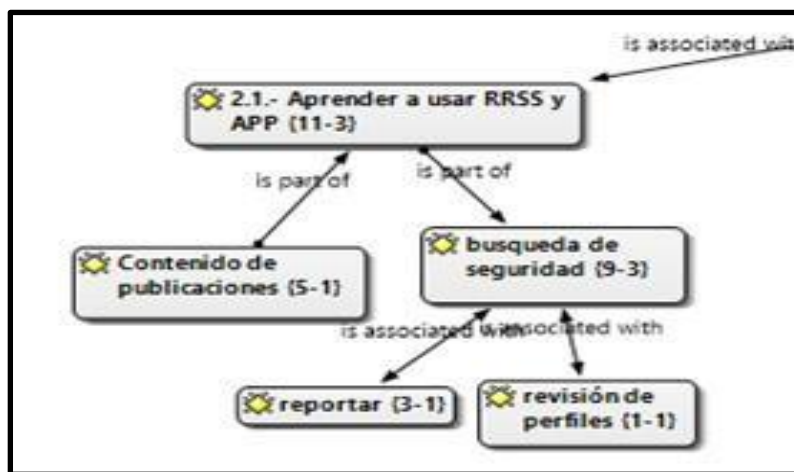 is associated wit
2.1.- Aprender a usar RRSS y
APP {11-3}
is part of
is part of
Contenido de
publicaciones {5-1}
busqueda de
seguridad {9-3}
is associated with
is associated with
reportar {3-1}
revisión de
perfiles {1-1}